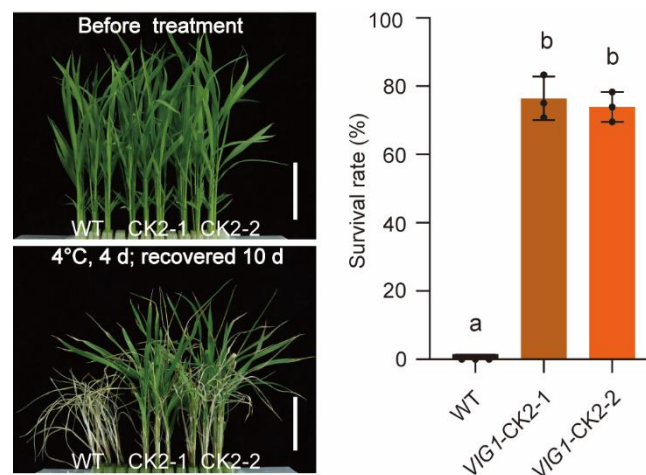 Before treatment
WT CK2-1 CK2-2
4°C, 4 d; recovered 10 d
WT CK2-1 CK2-2
Survival rate (%)
100
80
60
40
20
0
a
b
b
WT
VIG1-CK2-1
VIG1-CK2-2